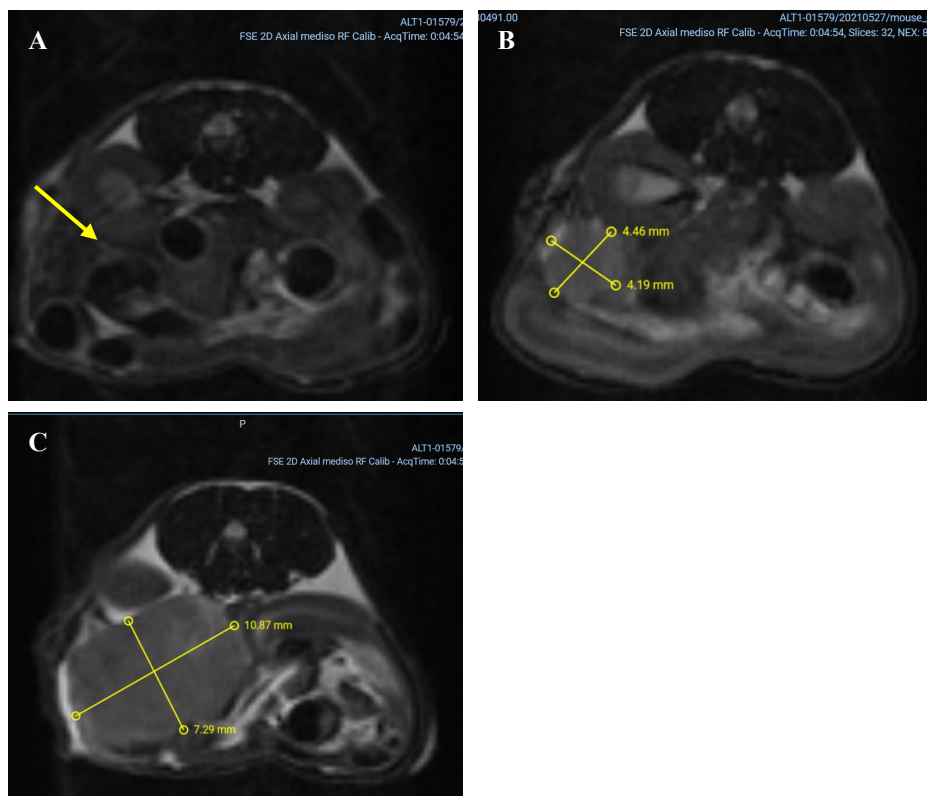 A
ALT1-01579/2
FSE 2D Axial mediso RF Calib - AcqTime: 0:04:54
B
30491.00
ALT1-01579/20210527/mouse_
FSE 2D Axial mediso RF Calib - AcqTime: 0:04:54, Slices: 32, NEX: 8
4.46 mm
4.19 mm
C
P
ALT1-01579/
FSE 2D Axial mediso RF Calib - AcqTime: 0:04:5
10.87 mm
7.29 mm